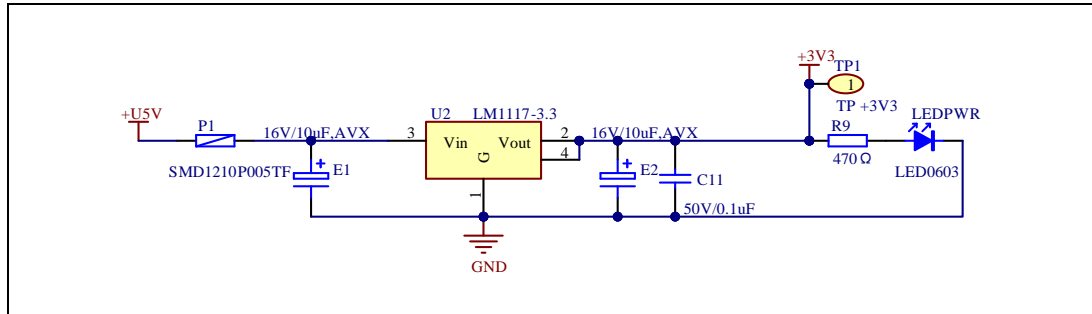 +3V3
TP1
1
+U5V
P1
U2
LM1117-3.3
TP +3V3
LEDPWR
16V/10uF,AVX
3
Vin
G
Vout
2
4
16V/10uF,AVX
R9
SMD1210P005TF
E1
1
E2
C11
470Ω
LED0603
50V/0.1uF
GND